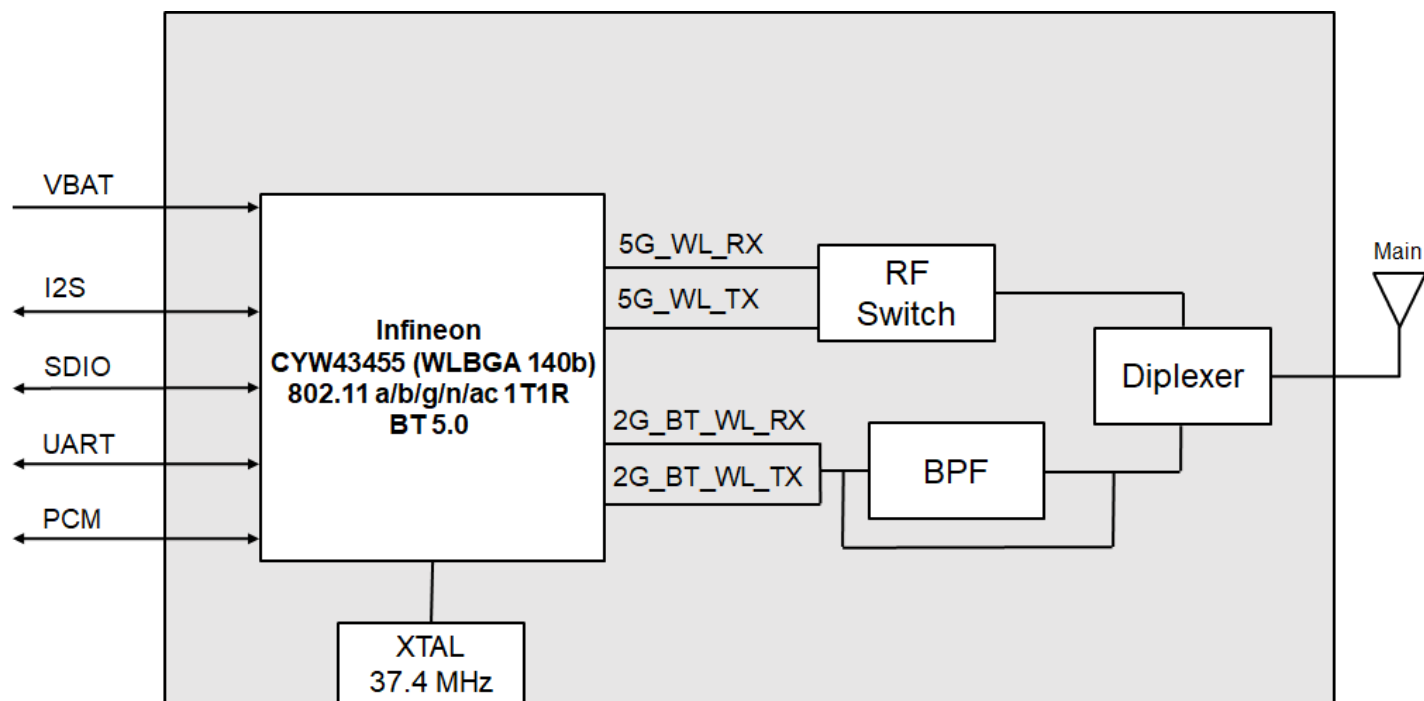 VBAT
I2S
SDIO
UART
PCM
Infineon
CYW43455 (WLBGA 140b)
802.11 a/b/g/n/ac 1T1R
BT 5.0
XTAL
37.4 MHz
5G_WL_RX
5G_WL_TX
2G_BT_WL_RX
2G_BT_WL_TX
RF
Switch
BPF
Diplexer
Main